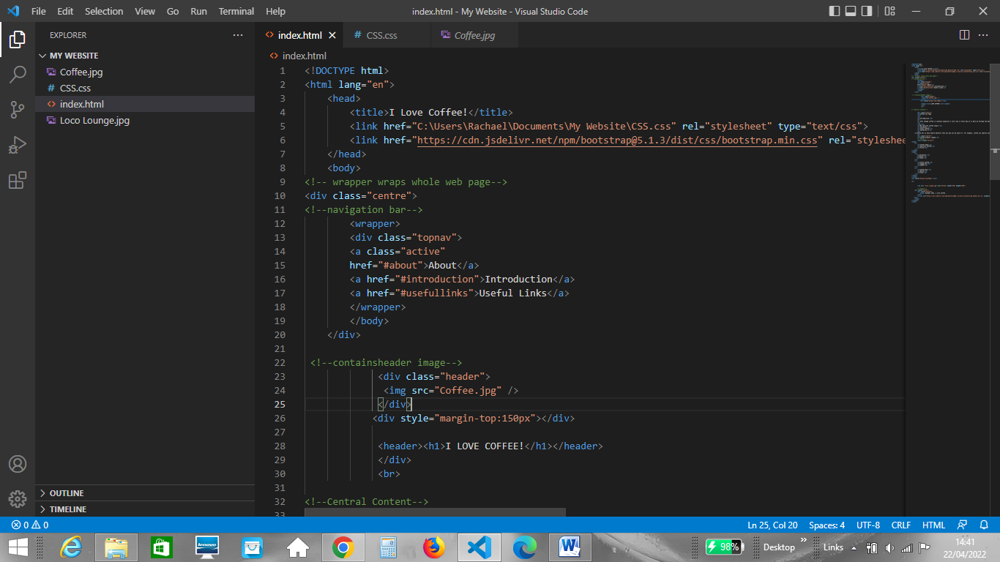 File Edit Selection View Go Run Terminal Help
index.html - My Website - Visual Studio Code
EXPLORER
MY WEBSITE
Coffee.jpg
CSS.css
index.html
Loco Lounge.jpg
OUTLINE
TIMELINE
index.html CSS.css Coffee.jpg
index.html
1 <!DOCTYPE html>
2 <html lang="en">
3 <head>
4 <title>I Love Coffee!</title>
5 <link href="C:\Users\Rachael\Documents\My Website\CSS.css" rel="stylesheet" type="text/css">
6 <link href="https://cdn.jsdelivr.net/npm/bootstrap@5.1.3/dist/css/bootstrap.min.css" rel="styleshee
7 </head>
8 <body>
9 <!-- wrapper wraps whole web page-->
10 <div class="centre">
11 <!--navigation bar-->
12 <wrapper>
13 <div class="topnav">
14 <a class="active"
15 href="#about">About</a>
16 <a href="#introduction">Introduction</a>
17 <a href="#usefullinks">Useful Links</a>
18 </wrapper>
19 </body>
20 </div>
21
22 <!--containsheader image-->
23 <div class="header">
24 <img src="Coffee.jpg" />
25 </div>
26 <div style="margin-top:150px"></div>
27
28 <header><h1>I LOVE COFFEE!</h1></header>
29 </div>
30 <br>
31
32 <!--Central Content-->
33
0 0
Ln 25, Col 20 Spaces: 4 UTF-8 CRLF HTML
lenovo
98%
Desktop
Links
14:41
22/04/2022